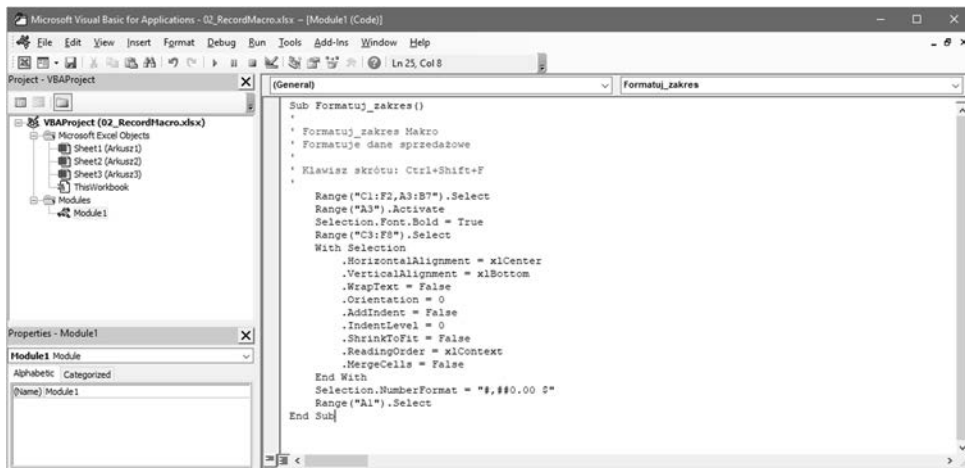 Microsoft Visual Basic for Applications - 02_RecordMacro.xlsx – [Module1 (Code)]
File Edit View Insert Format Debug Run Tools Add-Ins Window Help
Ln 25, Col 8
Project - VBAProject
VBAProject (02_RecordMacro.xlsx)
Microsoft Excel Objects
Sheet1 (Arkusz1)
Sheet2 (Arkusz2)
Sheet3 (Arkusz3)
ThisWorkbook
Modules
Module1
Properties - Module1
Module1 Module
Alphabetic Categorized
(Name) Module1
(General) Formatuj_zakres
Sub Formatuj_zakres()
'
' Formatuj_zakres Makro
' Formatuje dane sprzedażowe
'
' Klawisz skrótu: Ctrl+Shift+F
'
Range("C1:F2,A3:B7").Select
Range("A3").Activate
Selection.Font.Bold = True
Range("C3:F8").Select
With Selection
.HorizontalAlignment = xlCenter
.VerticalAlignment = xlBottom
.WrapText = False
.Orientation = 0
.AddIndent = False
.IndentLevel = 0
.ShrinkToFit = False
.ReadingOrder = xlContext
.MergeCells = False
End With
Selection.NumberFormat = "#,##0.00 $"
Range("A1").Select
End Sub